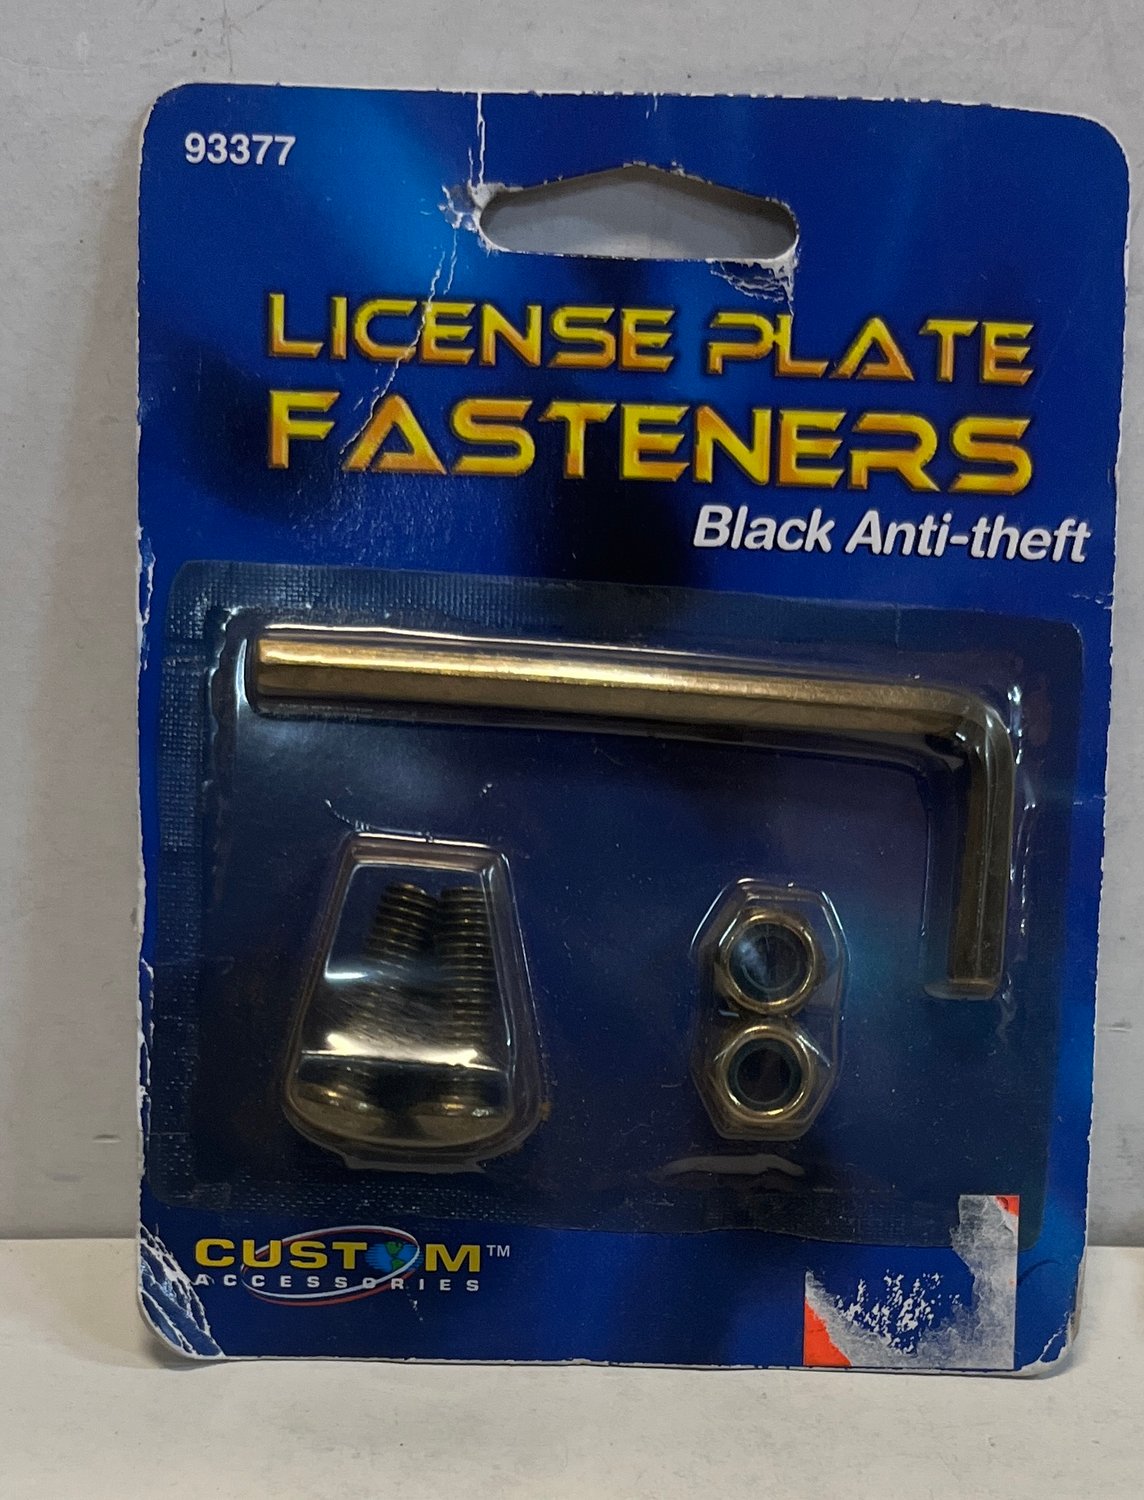 93377
LICENSE PLATE
FASTENERS
Black Anti-theft
CUSTOM™
ACCESSORIES